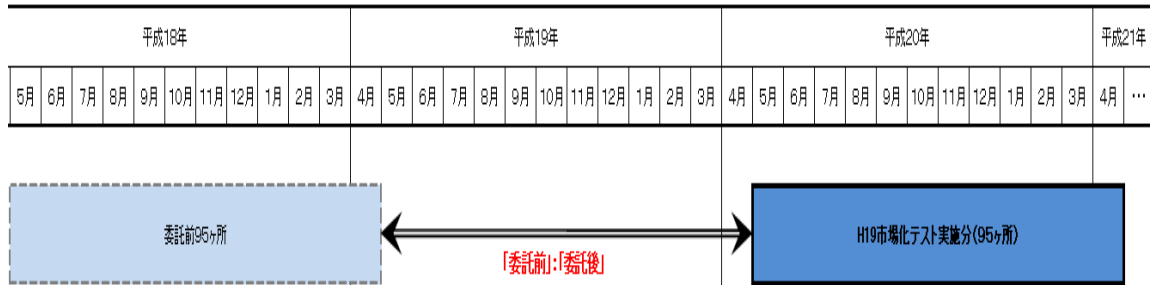 平成18年 平成19年 平成20年 平成21年
5月 6月 7月 8月 9月 10月 11月 12月 1月 2月 3月 4月 5月 6月 7月 8月 9月 10月 11月 12月 1月 2月 3月 4月 5月 6月 7月 8月 9月 10月 11月 12月 1月 2月 3月 4月 …
委託前95ヶ所 H19市場化テスト実施分(95ヶ所)
「委託前」:「委託後」